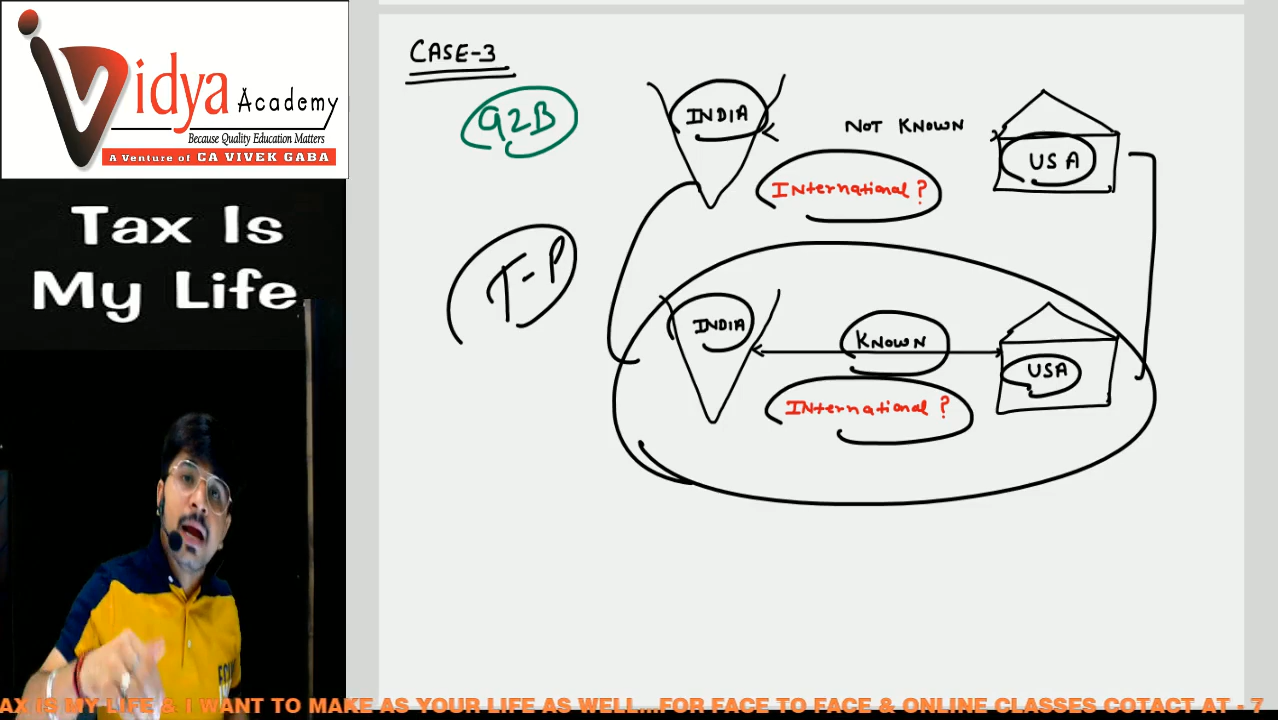 Vidya
Academy
Because Quality Education Matters
A Venture of CA VIVEK GABA
Tax Is
My Life
CASE-3
92B
INDIA
NOT KNOWN
USA
INternational?
T-P
INDIA
KNOWN
USA
INternational?
AX IS MY LIFE & I WANT TO MAKE AS YOUR LIFE AS WELL....FOR FACE TO FACE & ONLINE CLASSES COTACT AT - 7